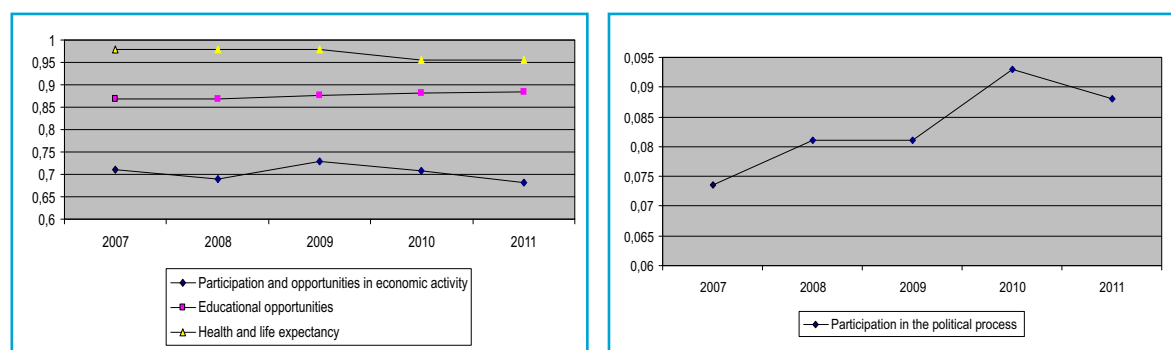 1
0,95
0,9
0,85
0,8
0,75
0,7
0,65
0,6
2007 2008 2009 2010 2011
Participation and opportunities in economic activity
Educational opportunities
Health and life expectancy
0,095
0,09
0,085
0,08
0,075
0,07
0,065
0,06
2007 2008 2009 2010 2011
Participation in the political process